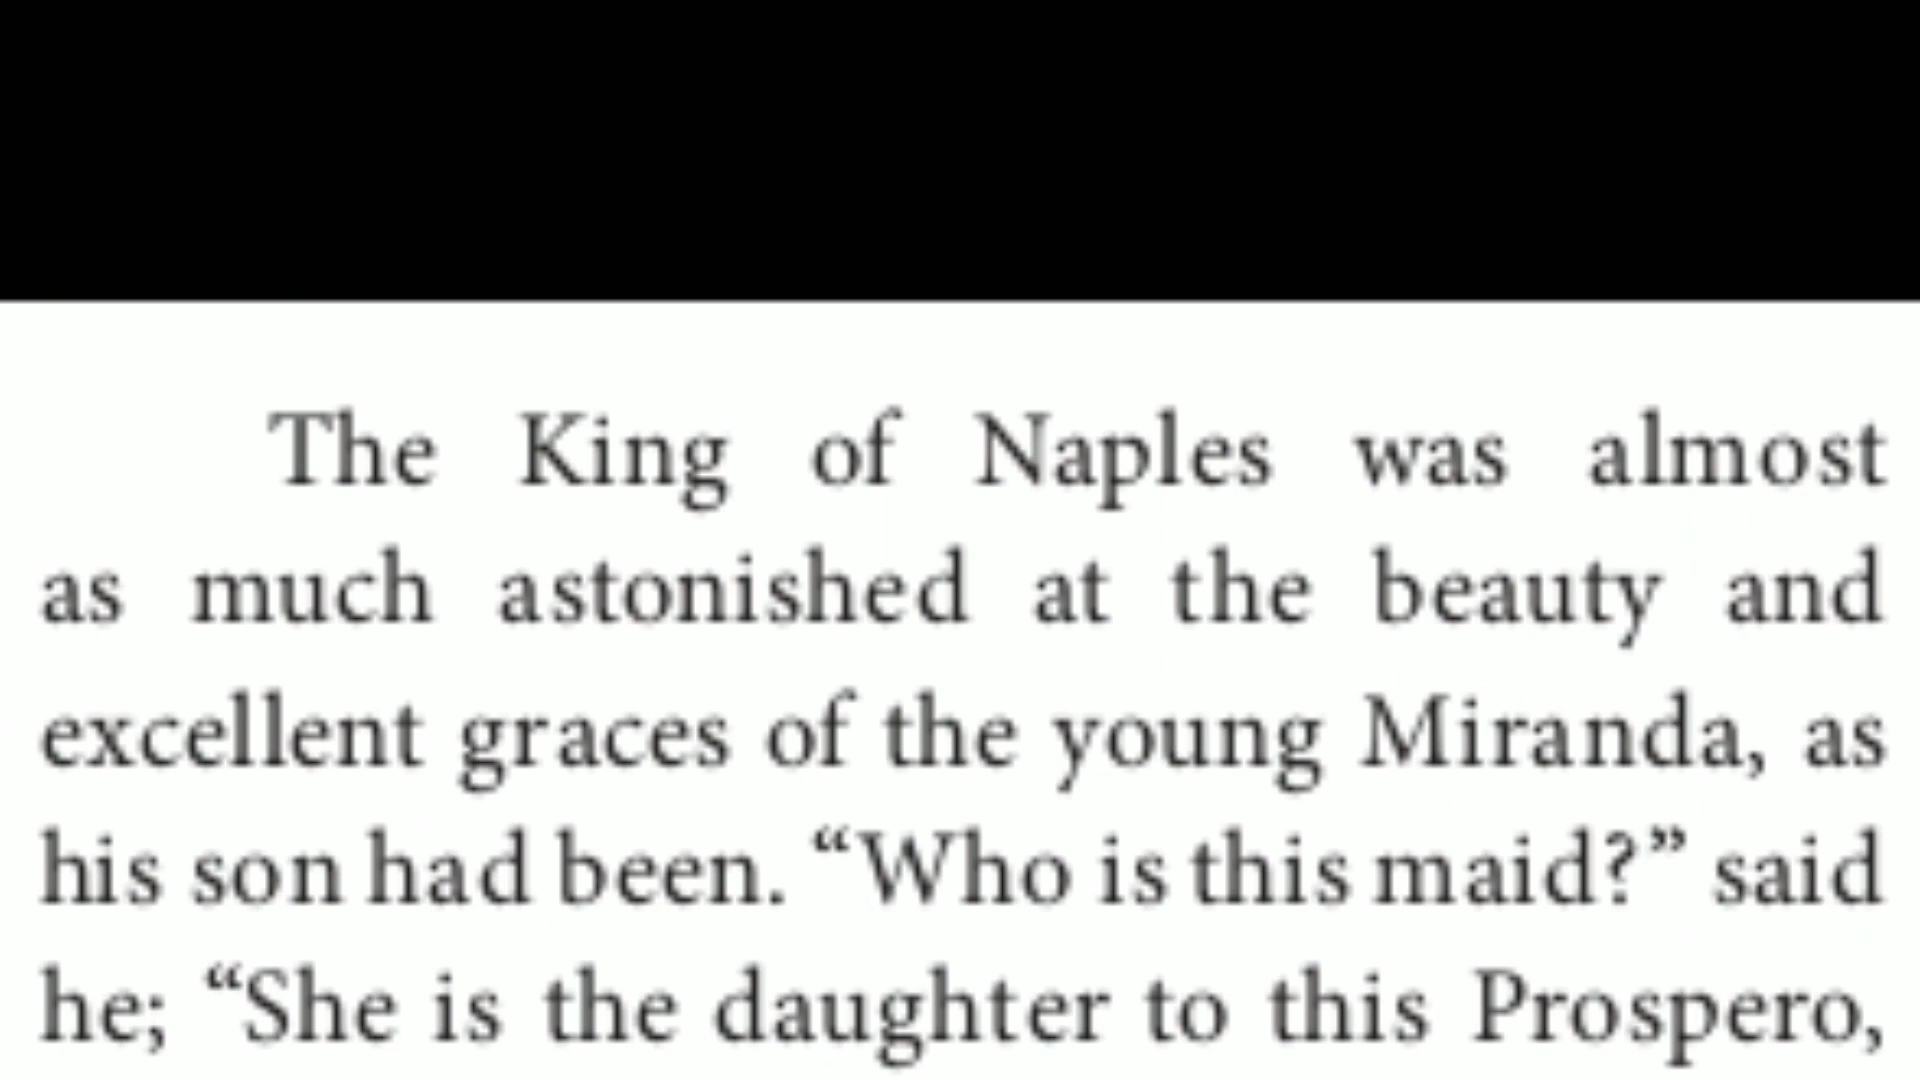 The King of Naples was almost
as much astonished at the beauty and
excellent graces of the young Miranda, as
his son had been. “Who is this maid?” said
he; “She is the daughter to this Prospero,